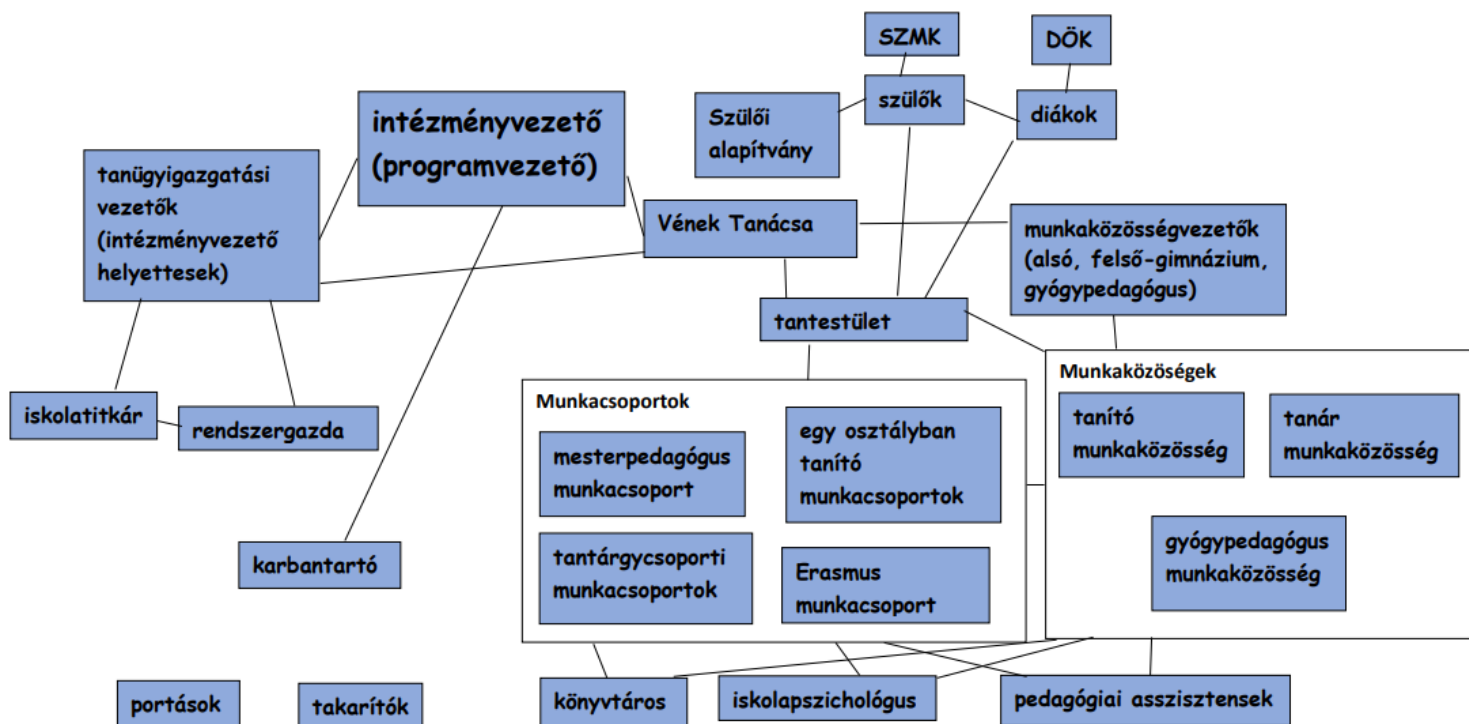 SZMK
DÖK
szülők
diákok
Szülői
alapítvány
intézményvezető
(programvezető)
tanügyigazgatási
vezetők
(intézményvezető
helyettesek)
Vének Tanácsa
munkaközösségvezetők
(alsó, felső-gimnázium,
gyógypedagógus)
tantestület
iskolatitkár
rendszergazda
karbantartó
Munkacsoportok
mesterpedagógus
munkacsoport
egy osztályban
tanító
munkacsoportok
tantárgycsoporti
munkacsoportok
Erasmus
munkacsoport
Munkaközöségek
tanító
munkaközösség
tanár
munkaközösség
gyógypedagógus
munkaközösség
portások
takarítók
könyvtáros
iskolapszichológus
pedagógiai asszisztensek